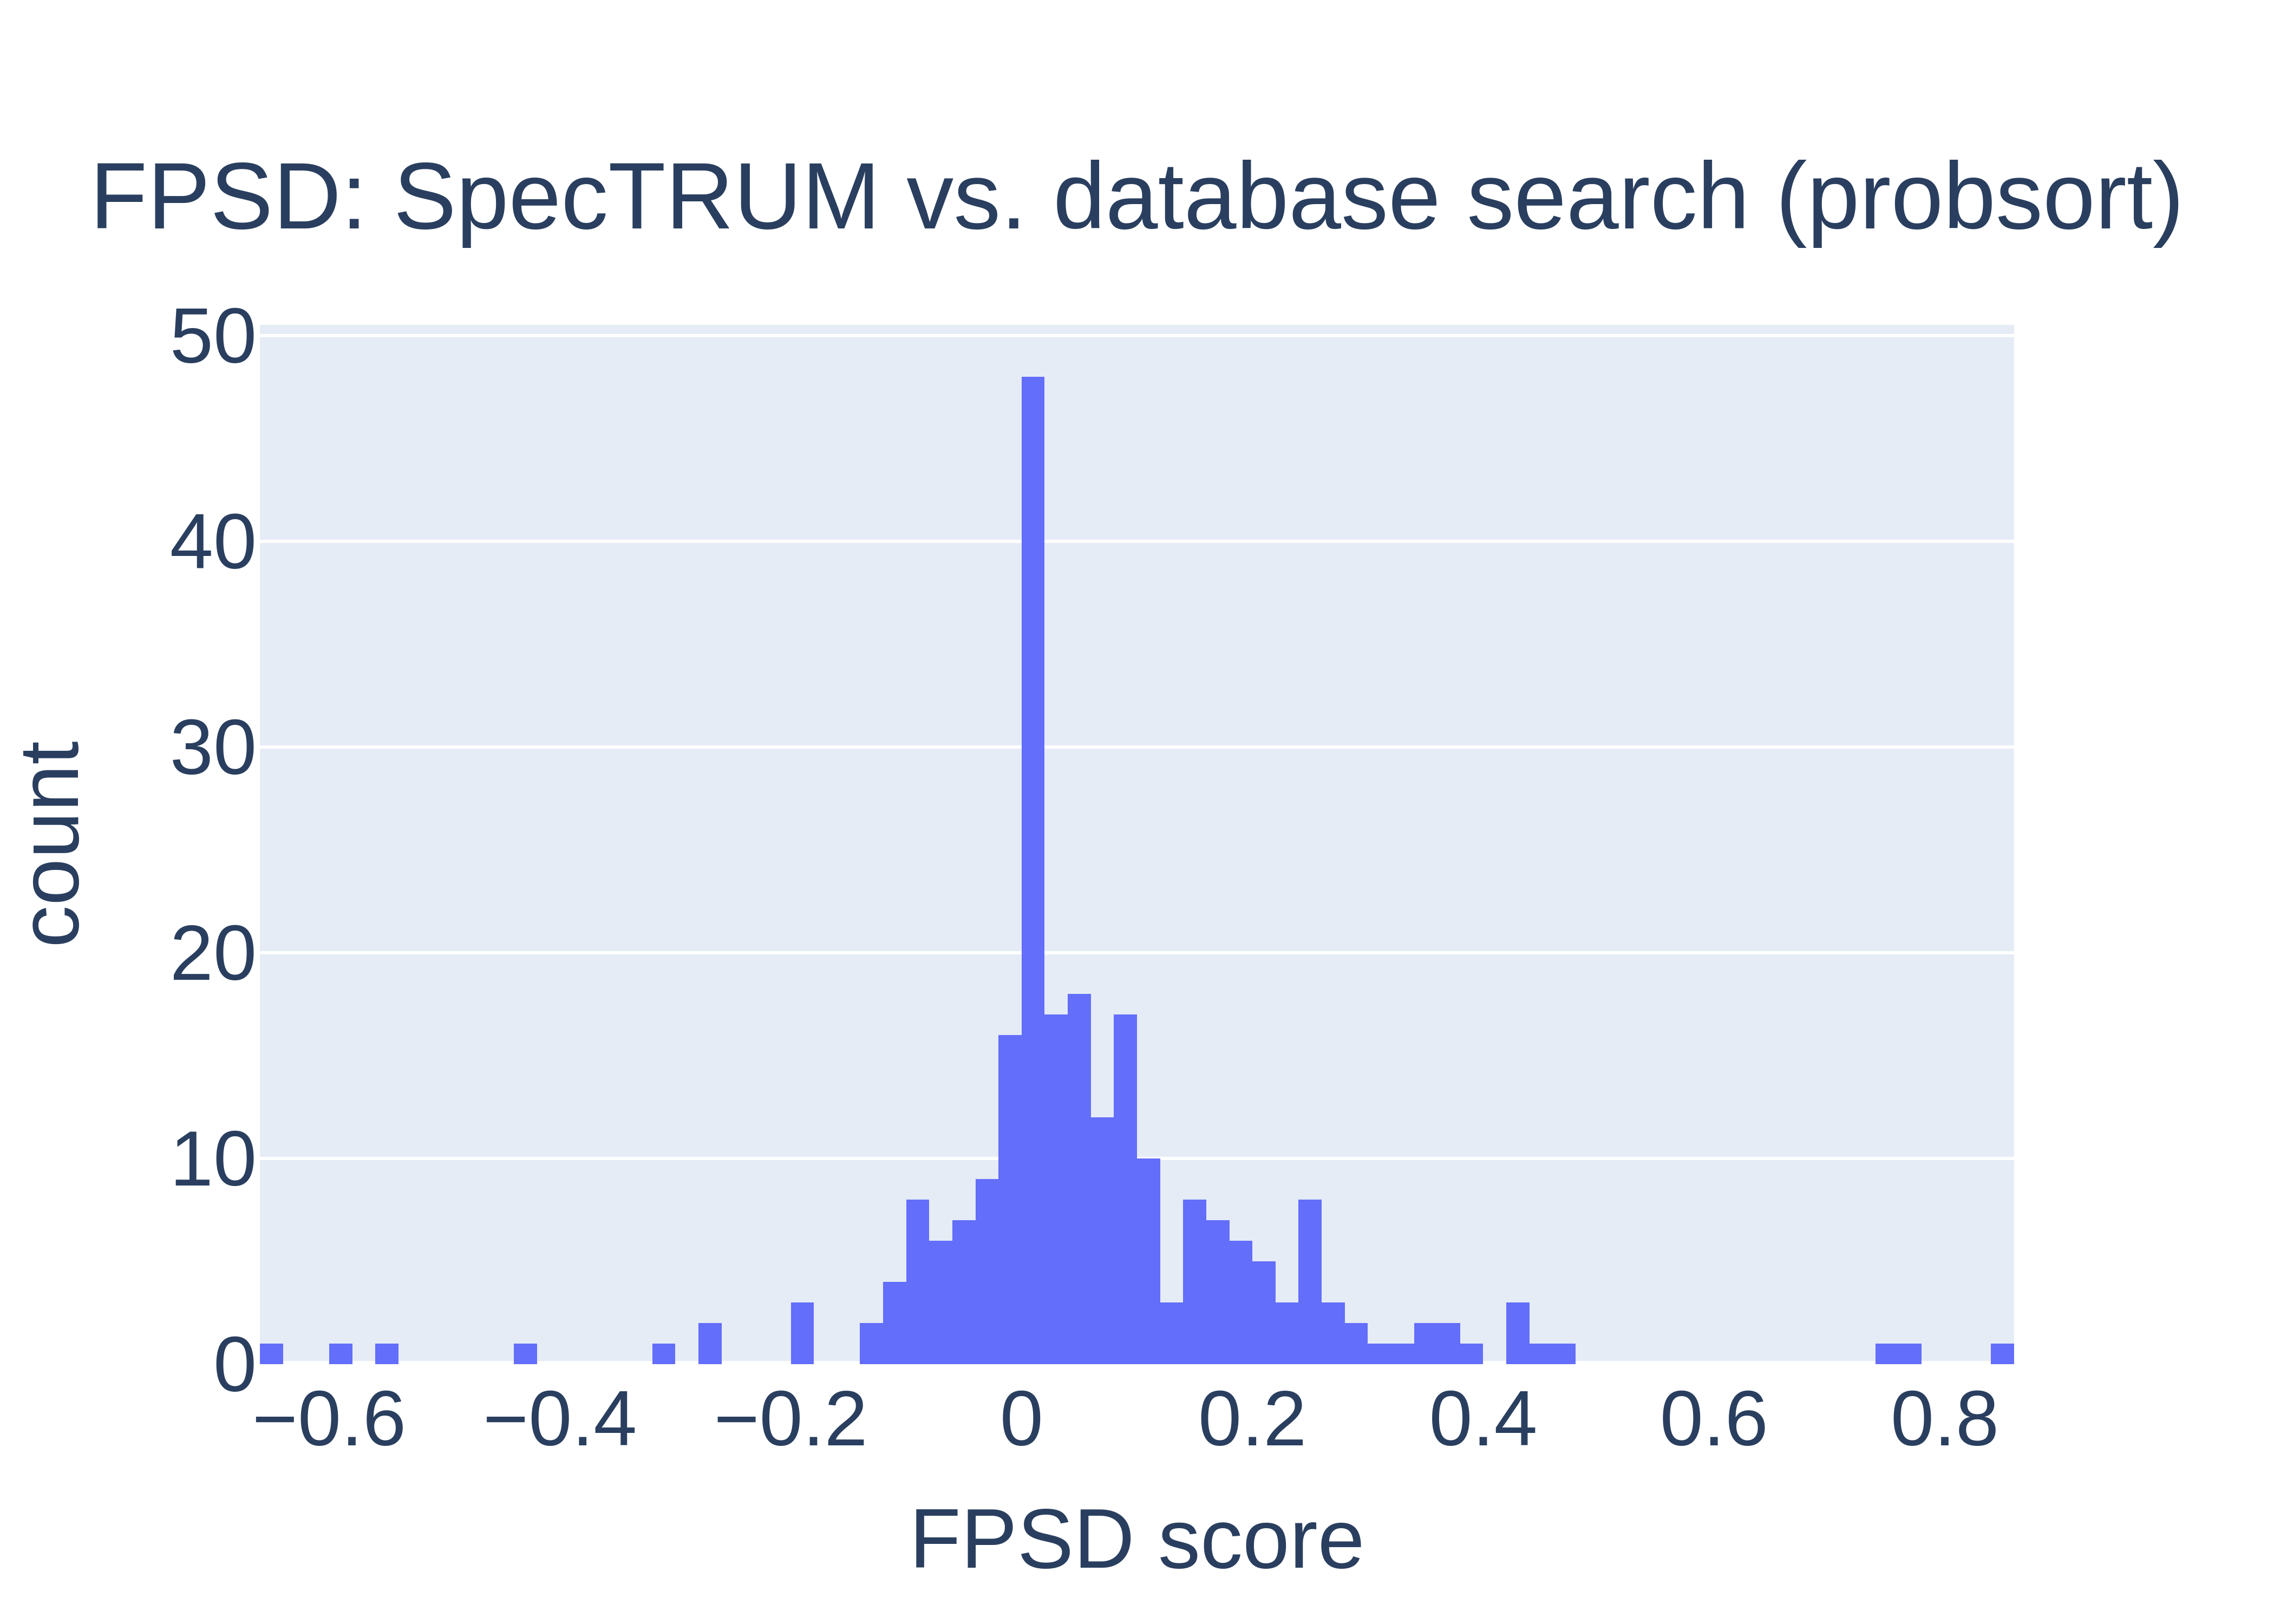 FPSD: SpecTRUM vs. database search (probsort)
50
40
30
20
10
0
count
−0.6 −0.4 −0.2 0 0.2 0.4 0.6 0.8
FPSD score